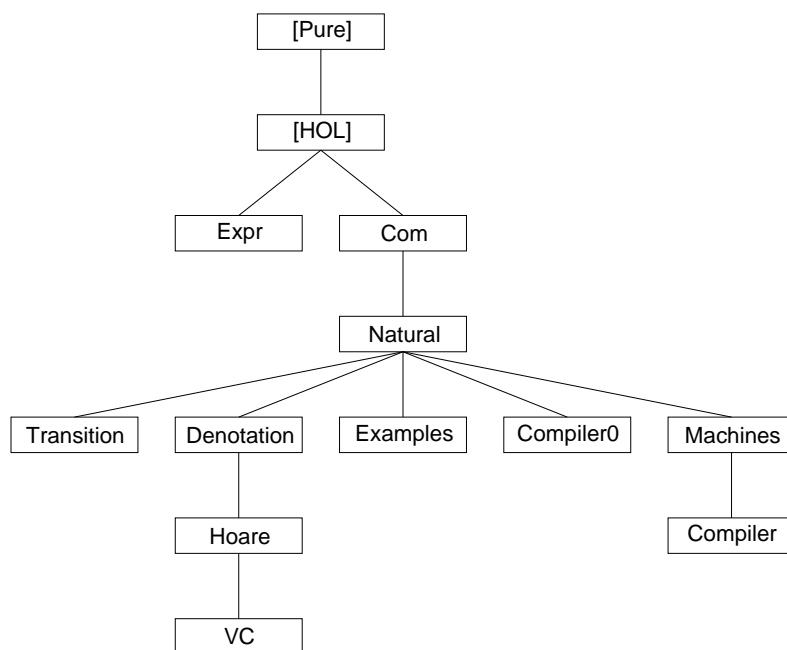 [Pure]
[HOL]
Expr
Com
Natural
Transition
Denotation
Examples
Compiler0
Machines
Hoare
Compiler
VC